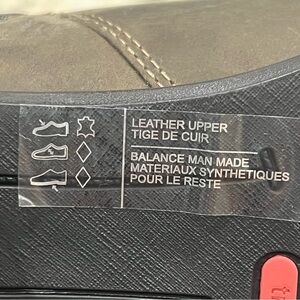 LEATHER UPPER
TIGE DE CUIR
BALANCE MAN MADE
MATERIAUX SYNTHETIQUES
POUR LE RESTE